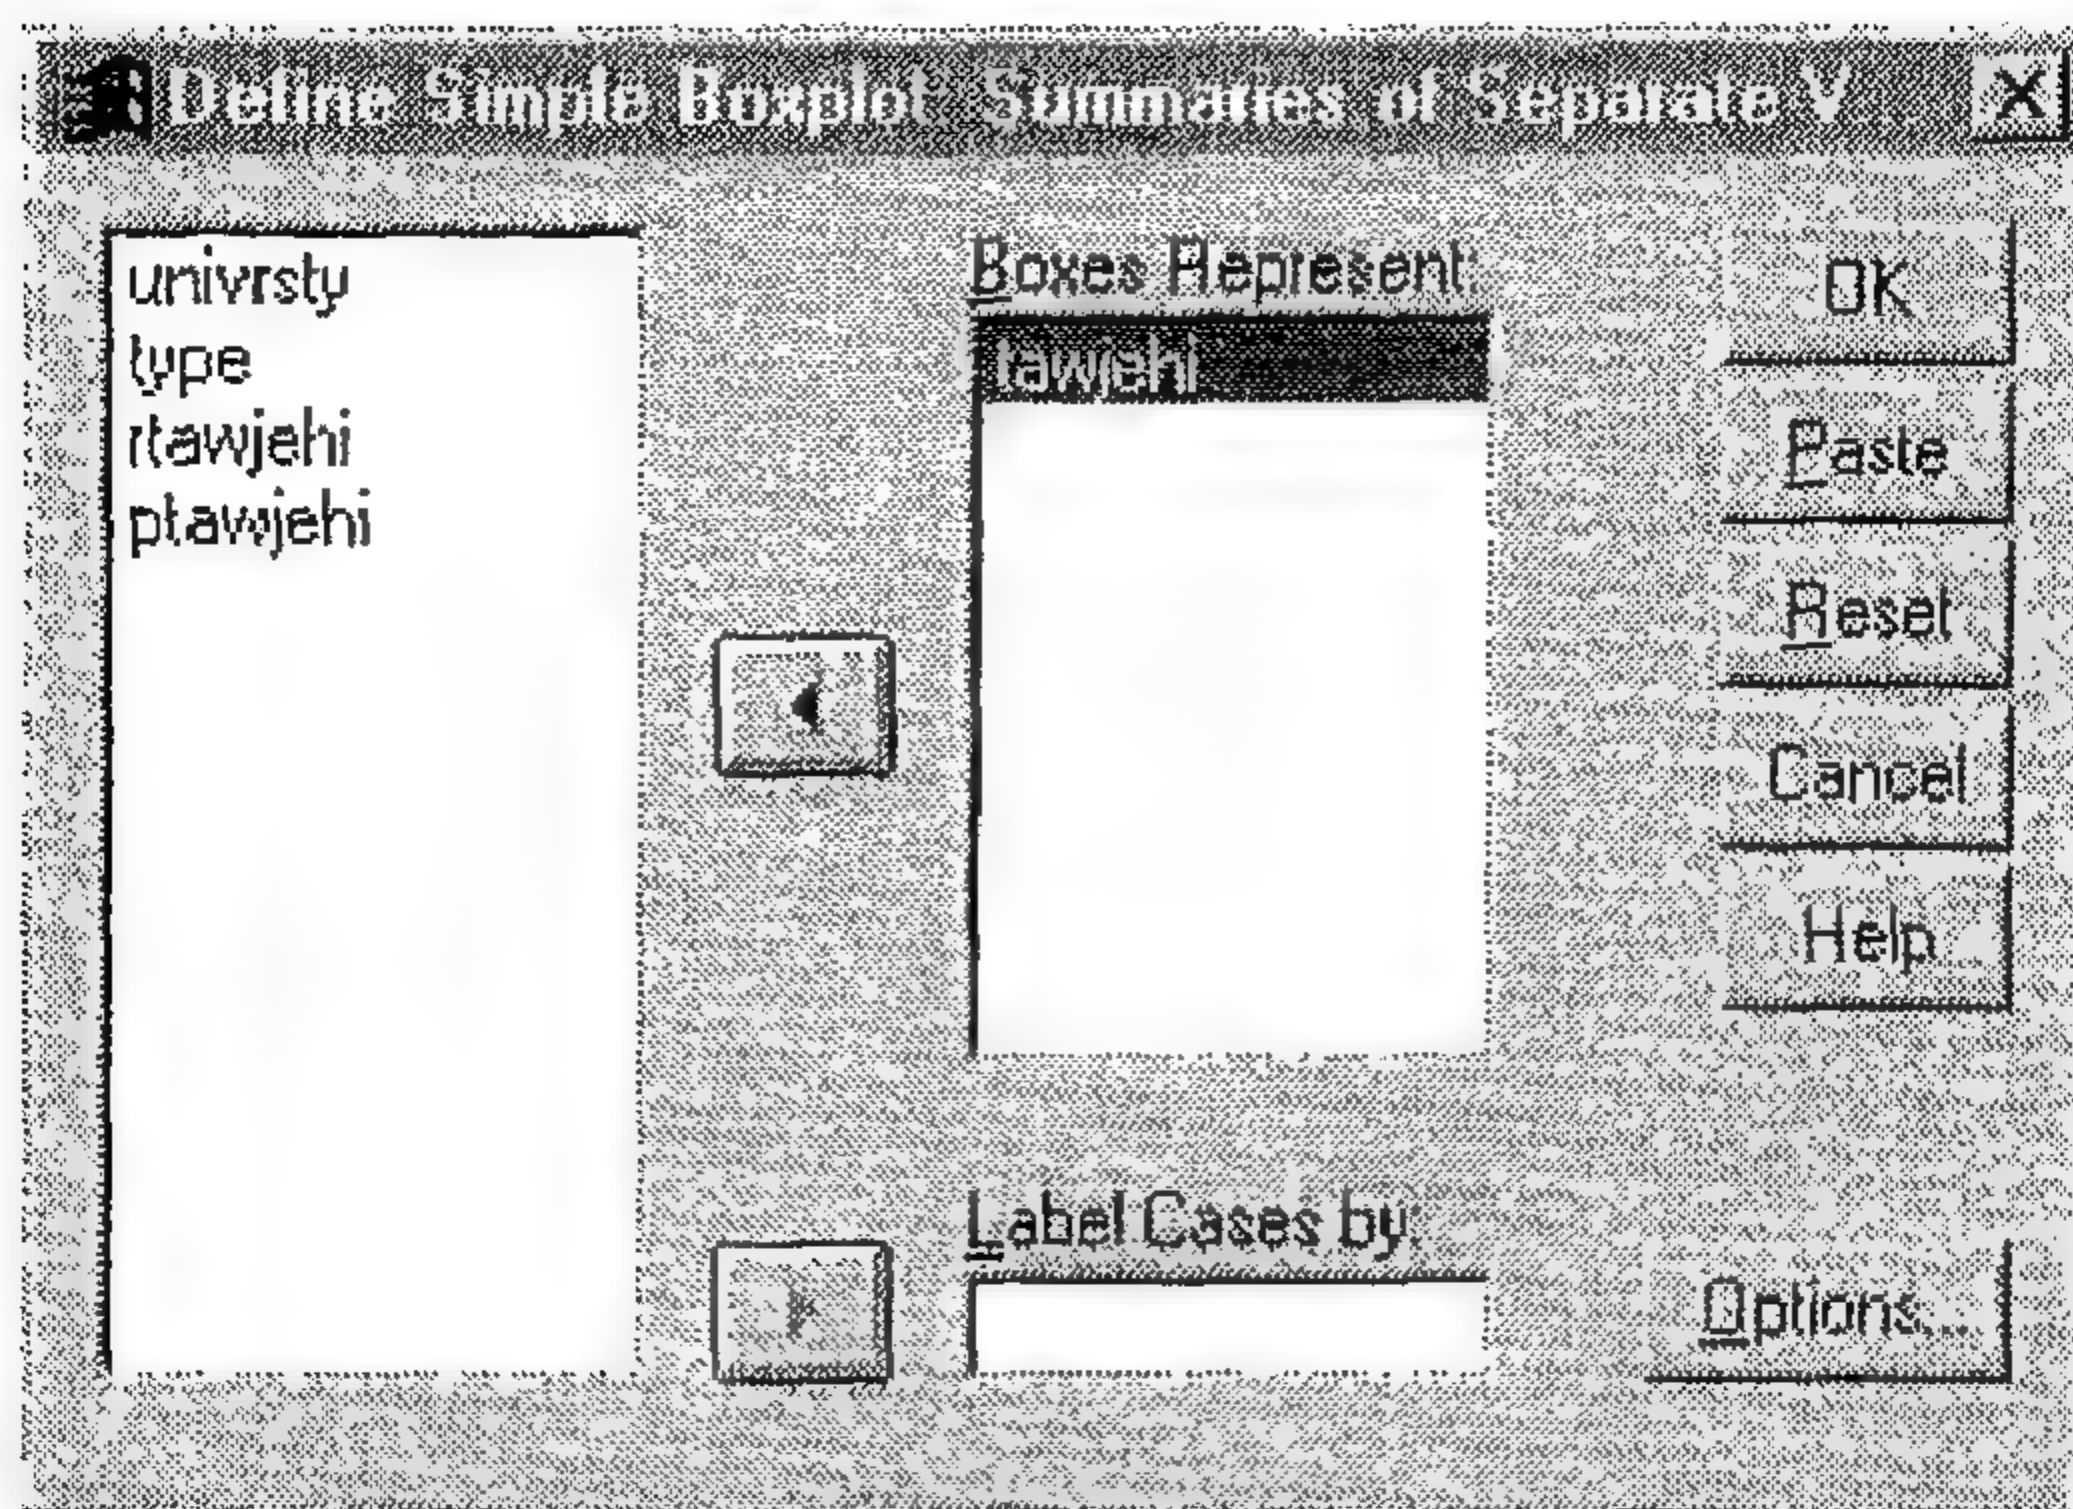 Define Simple Boxplot: Summaries of Separate V
univrsty
type
rtawjehi
ptawjehi
Boxes Represent:
tawjehi
Label Cases by:
OK
Paste
Reset
Cancel
Help
Options...